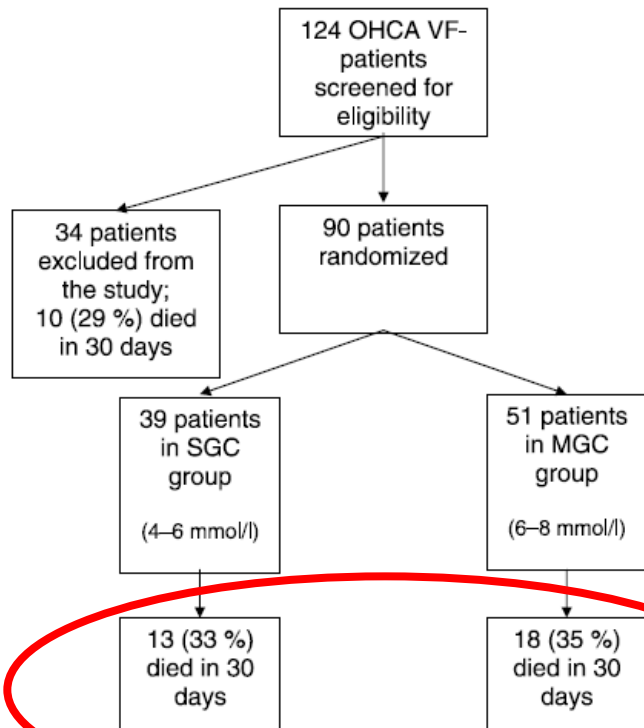 124 OHCA VF-
patients
screened for
eligibility
34 patients
excluded from
the study;
10 (29 %) died
in 30 days
90 patients
randomized
39 patients
in SGC
group
(4–6 mmol/l)
51 patients
in MGC
group
(6–8 mmol/l)
13 (33 %)
died in 30
days
18 (35 %)
died in 30
days